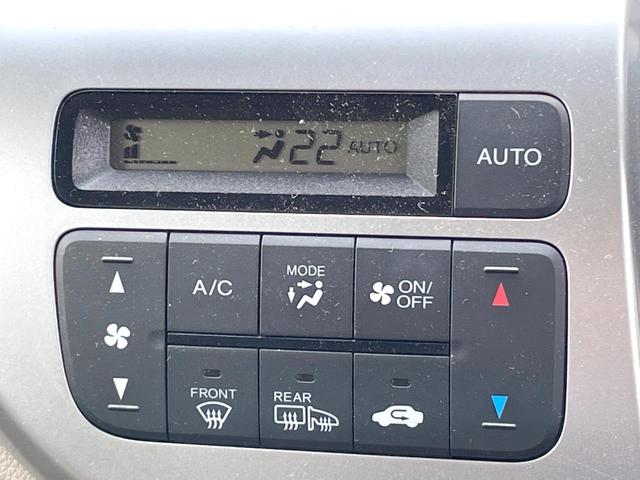 22 AUTO
AUTO
A/C
MODE
ON/
OFF
FRONT
REAR